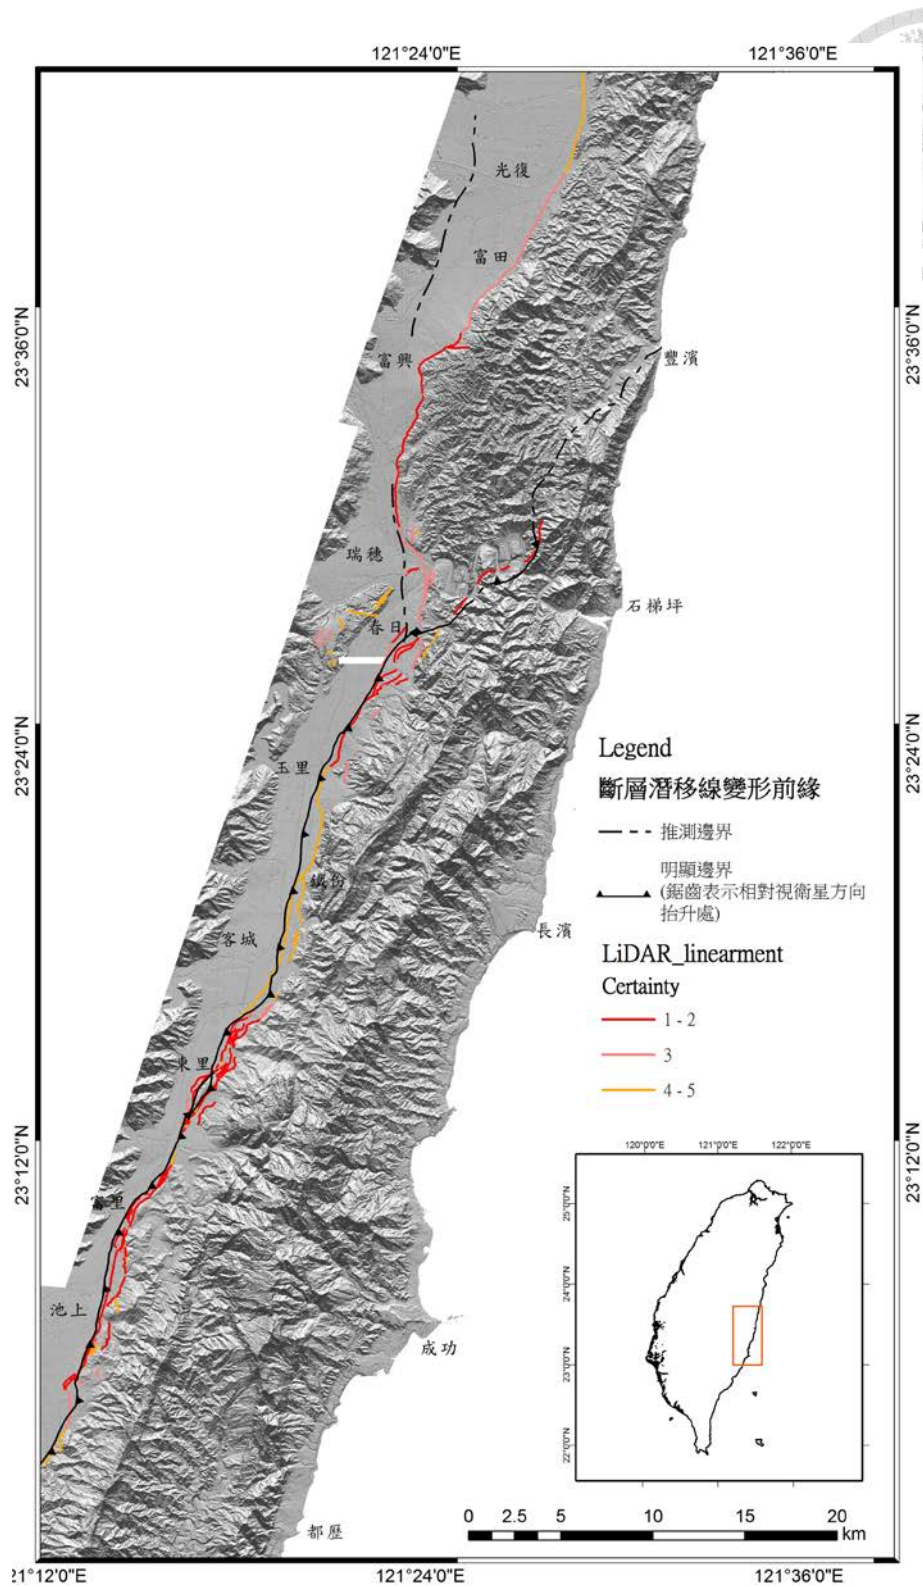 121°24'0"E
121°36'0"E
光復
富田
23°36'0"N
23°36'0"N
富興
豐濱
瑞穗
石梯坪
春日
23°24'0"N
23°24'0"N
玉里
Legend
斷層潛移線變形前緣
推測邊界
明顯邊界
(鋸齒表示相對視衛星方向
抬升處)
鐵份
客城
長濱
LiDAR_linearment
Certainty
1 - 2
3
4 - 5
東里
23°12'0"N
23°12'0"N
富里
池上
成功
都歷
120°0'0"E
121°0'0"E
122°0'0"E
25°0'0"N
24°0'0"N
23°0'0"N
22°0'0"N
0
2.5
5
10
15
20
km
21°12'0"E
121°24'0"E
121°36'0"E